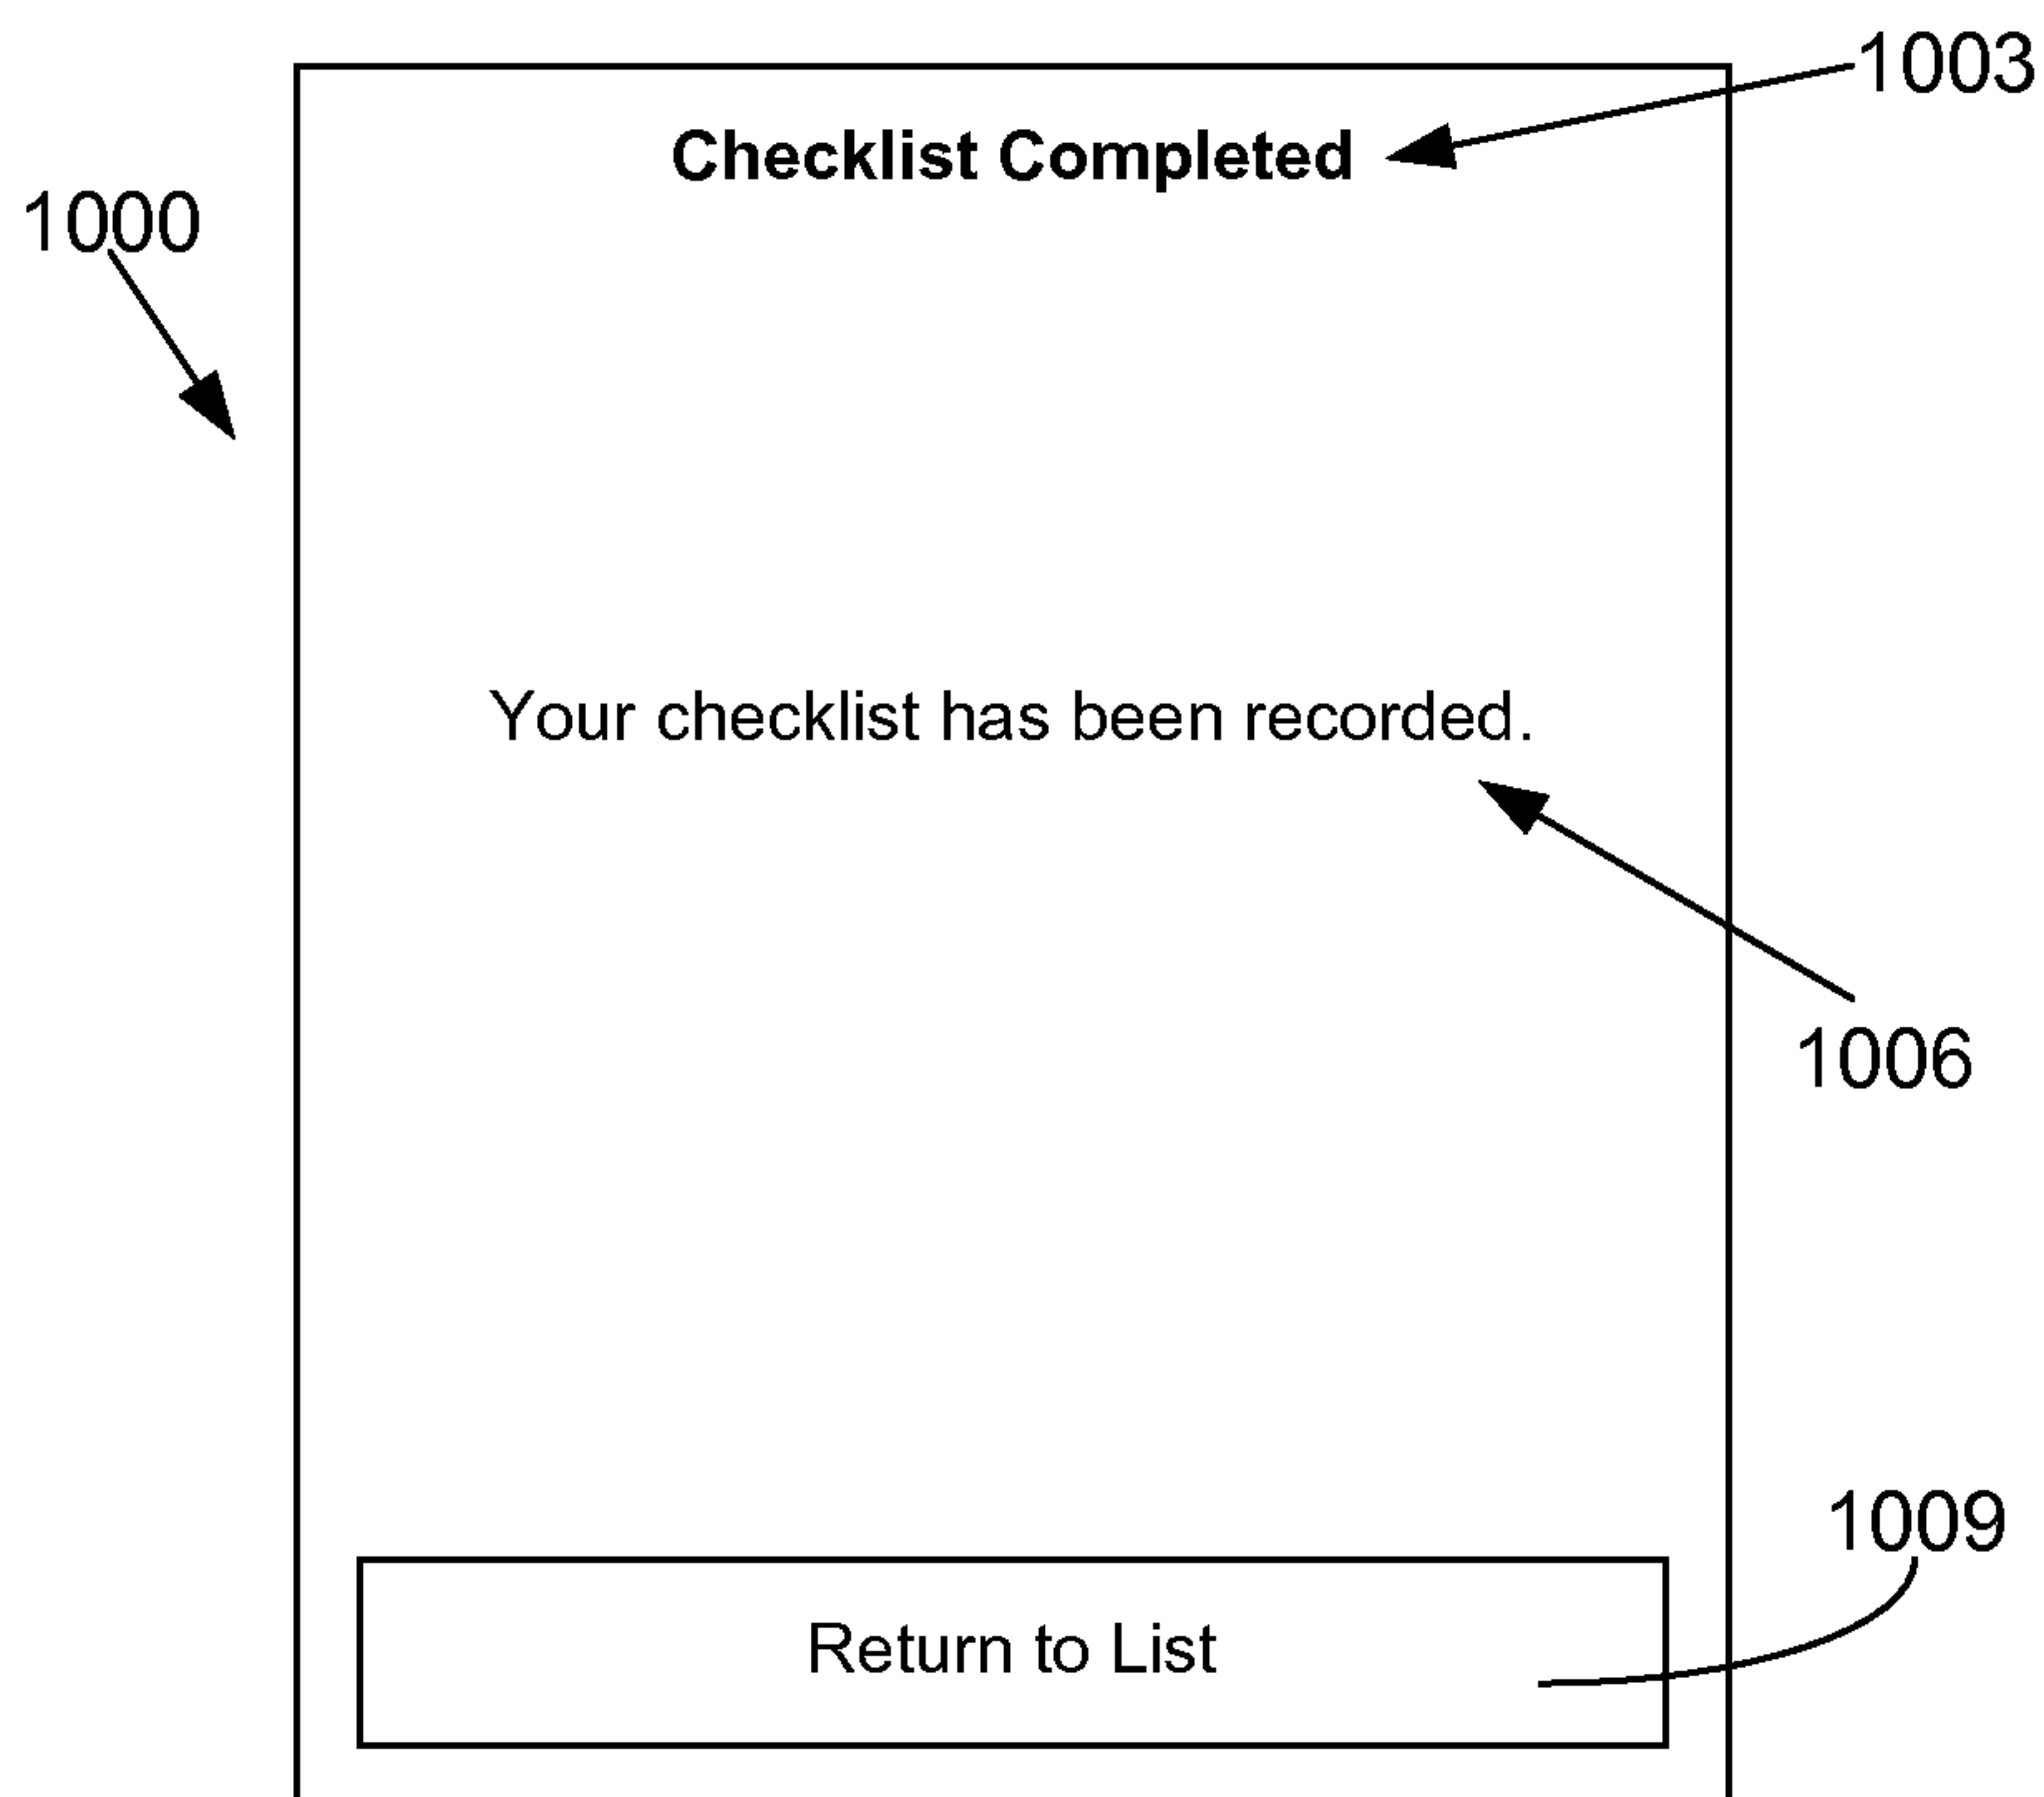 1003
Checklist Completed
1000
Your checklist has been recorded.
1006
1009
Return to List